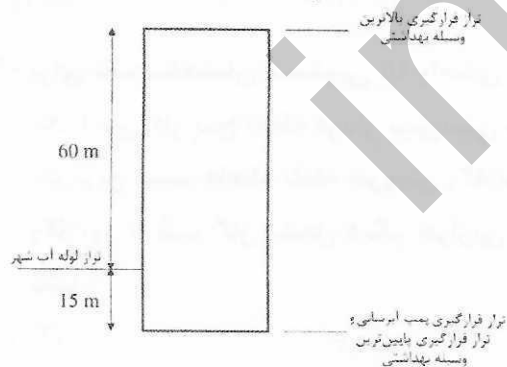 تراز قرارگیری بالاترین
وسیله بهداشتی
60 m
تراز لوله آب شهر
15 m
تراز قرارگیری پمپ آبرسانی و
تراز قرارگیری پایین‌ترین
وسیله بهداشتی
in